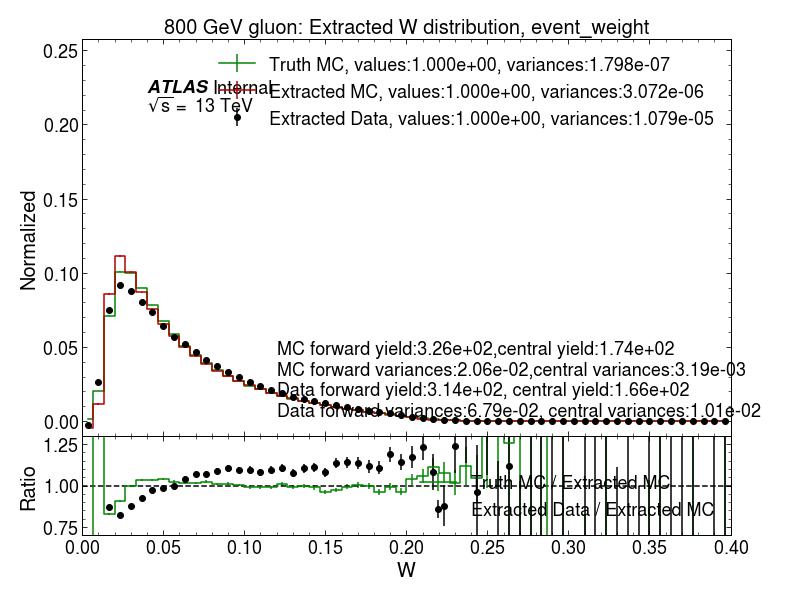 800 GeV gluon: Extracted W distribution, event_weight
Truth MC, values:1.000e+00, variances:1.798e-07
ATLAS Internal
Extracted MC, values:1.000e+00, variances:3.072e-06
√s = 13 TeV
Extracted Data, values:1.000e+00, variances:1.079e-05
Normalized
0.25
0.20
0.15
0.10
0.05
0.00
MC forward yield:3.26e+02,central yield:1.74e+02
MC forward variances:2.06e-02,central variances:3.19e-03
Data forward yield:3.14e+02, central yield:1.66e+02
Data forward variances:6.79e-02, central variances:1.01e-02
Ratio
1.25
1.00
0.75
Truth MC / Extracted MC
Extracted Data / Extracted MC
0.00 0.05 0.10 0.15 0.20 0.25 0.30 0.35 0.40
W